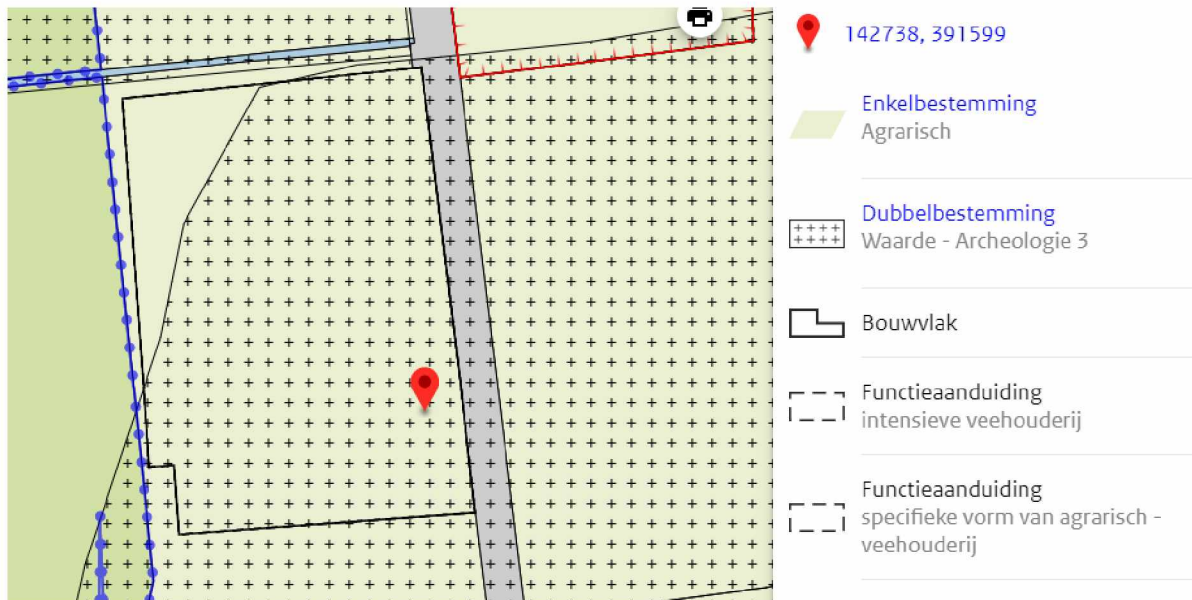 142738, 391599
Enkelbestemming
Agrarisch
Dubbelbestemming
Waarde - Archeologie 3
Bouwvlak
Functieaanduiding
intensieve veehouderij
Functieaanduiding
specifieke vorm van agrarisch -
veehouderij